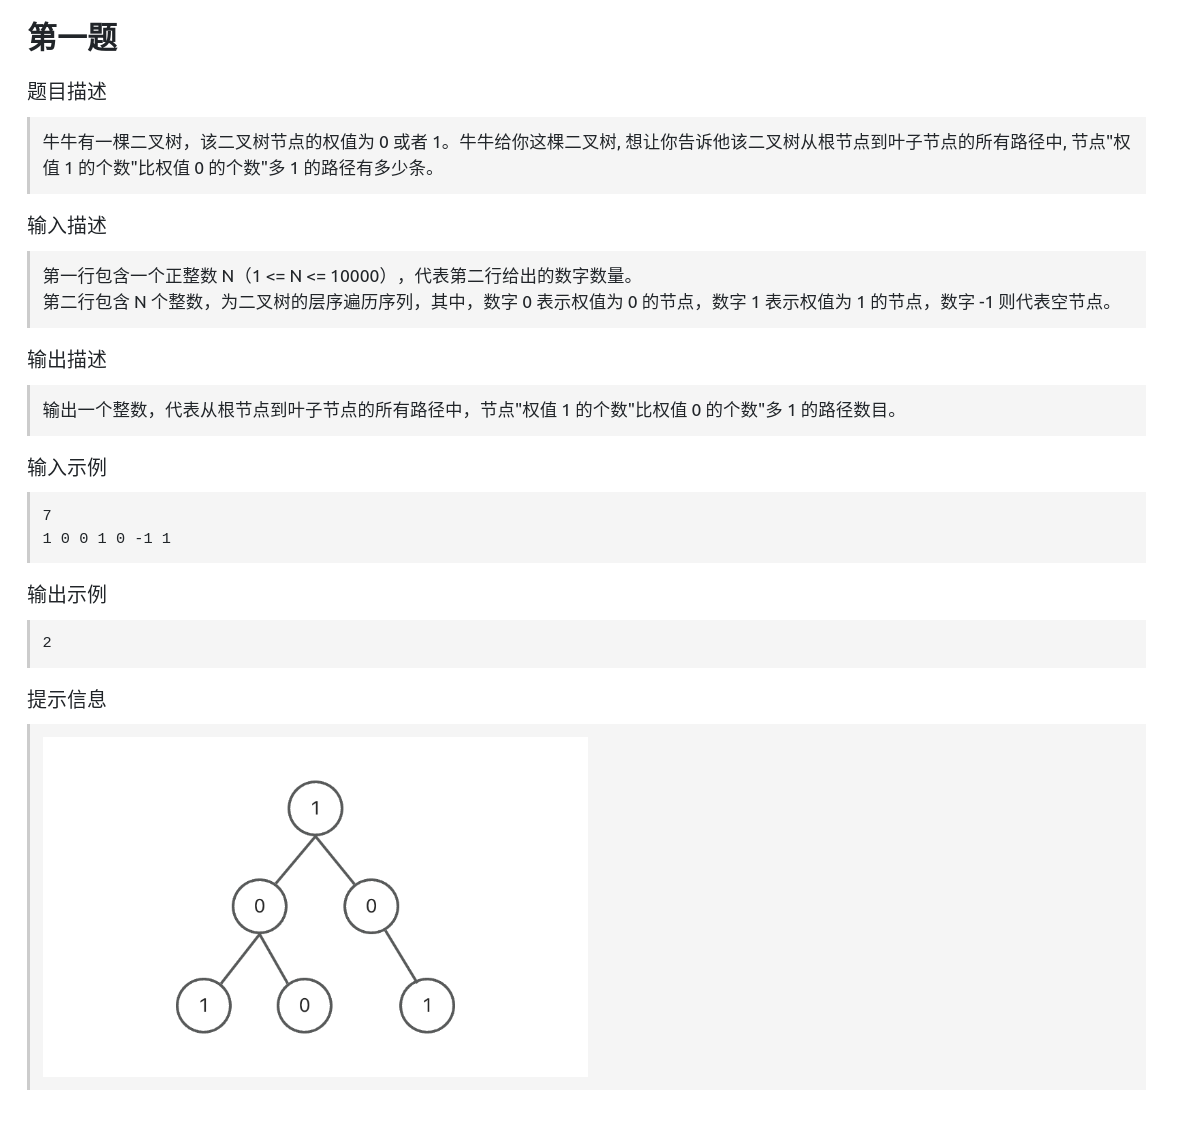 第一题
题目描述
牛牛有一棵二叉树，该二叉树节点的权值为 0 或者 1。牛牛给你这棵二叉树, 想让你告诉他该二叉树从根节点到叶子节点的所有路径中, 节点"权
值 1 的个数"比权值 0 的个数"多 1 的路径有多少条。
输入描述
第一行包含一个正整数 N（1 <= N <= 10000），代表第二行给出的数字数量。
第二行包含 N 个整数，为二叉树的层序遍历序列，其中，数字 0 表示权值为 0 的节点，数字 1 表示权值为 1 的节点，数字 -1 则代表空节点。
输出描述
输出一个整数，代表从根节点到叶子节点的所有路径中，节点"权值 1 的个数"比权值 0 的个数"多 1 的路径数目。
输入示例
7
1 0 0 1 0 -1 1
输出示例
2
提示信息
1
0 0
1 0 1